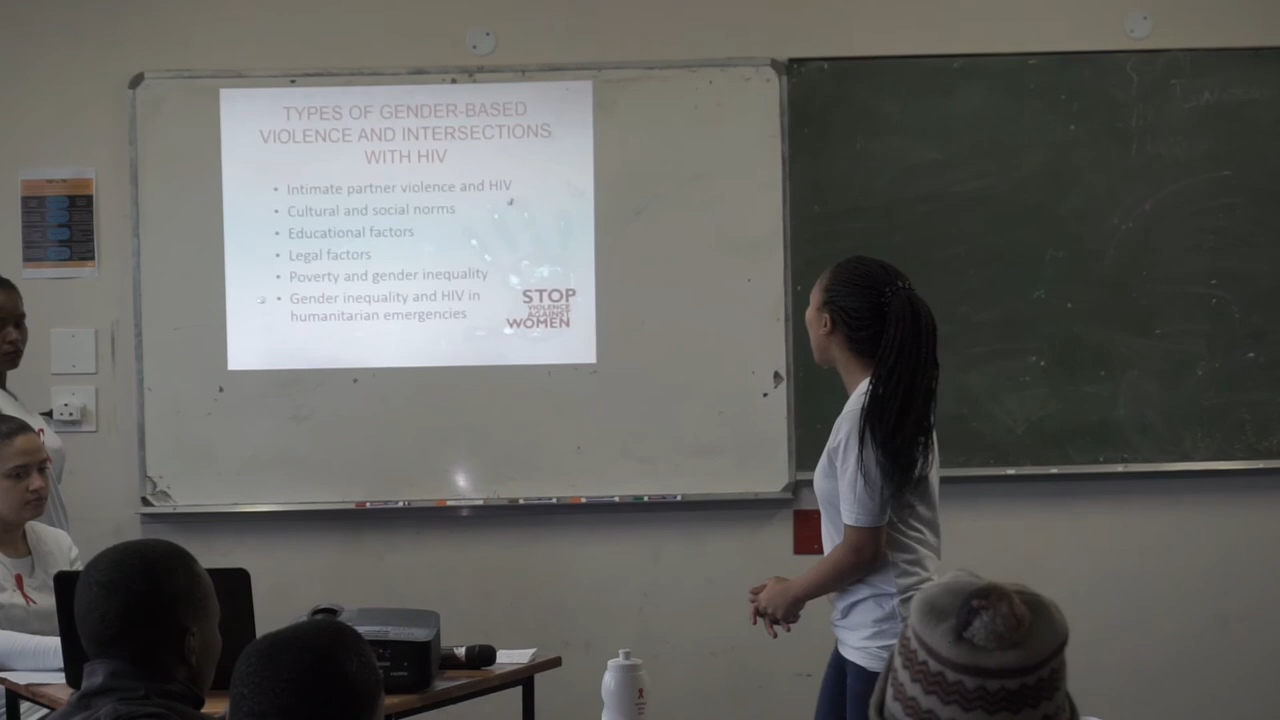 TYPES OF GENDER-BASED
VIOLENCE AND INTERSECTIONS
WITH HIV
• Intimate partner violence and HIV
• Cultural and social norms
• Educational factors
• Legal factors
• Poverty and gender inequality
• Gender inequality and HIV in
humanitarian emergencies
STOP
VIOLENCE
AGAINST
WOMEN